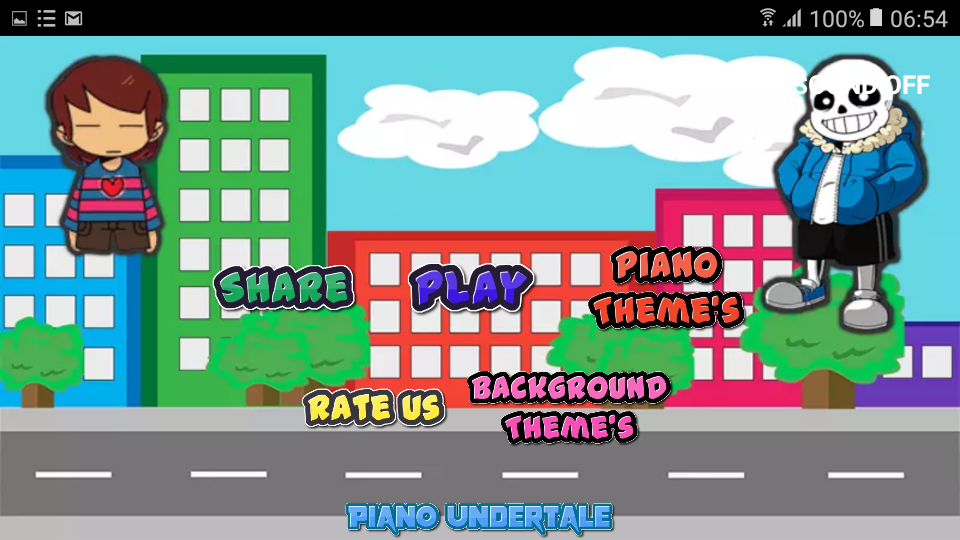 100% 06:54
SOUND OFF
SHARE
PLAY
PIANO
THEME'S
RATE US
BACKGROUND
THEME'S
PIANO UNDERTALE